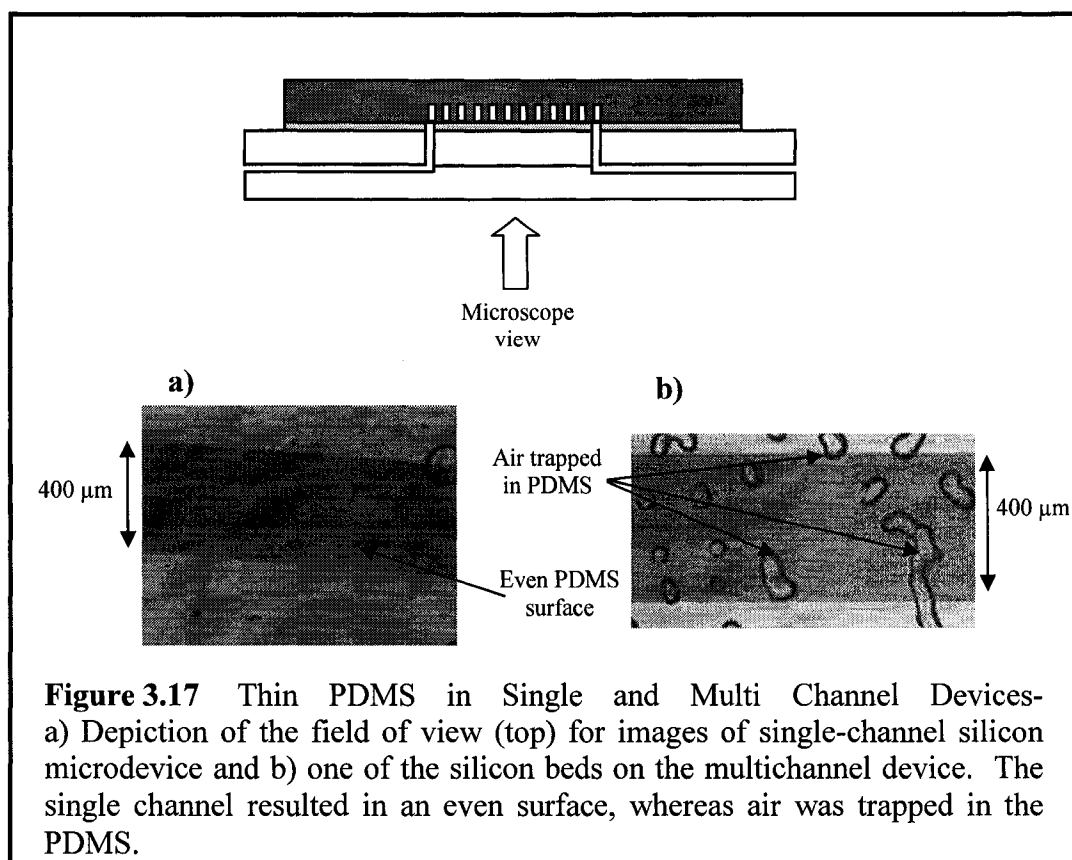 Microscope
view
a)
b)
400 µm
Air trapped
in PDMS
400 µm
Even PDMS
surface
Figure 3.17 Thin PDMS in Single and Multi Channel Devices-
a) Depiction of the field of view (top) for images of single-channel silicon
microdevice and b) one of the silicon beds on the multichannel device. The
single channel resulted in an even surface, whereas air was trapped in the
PDMS.